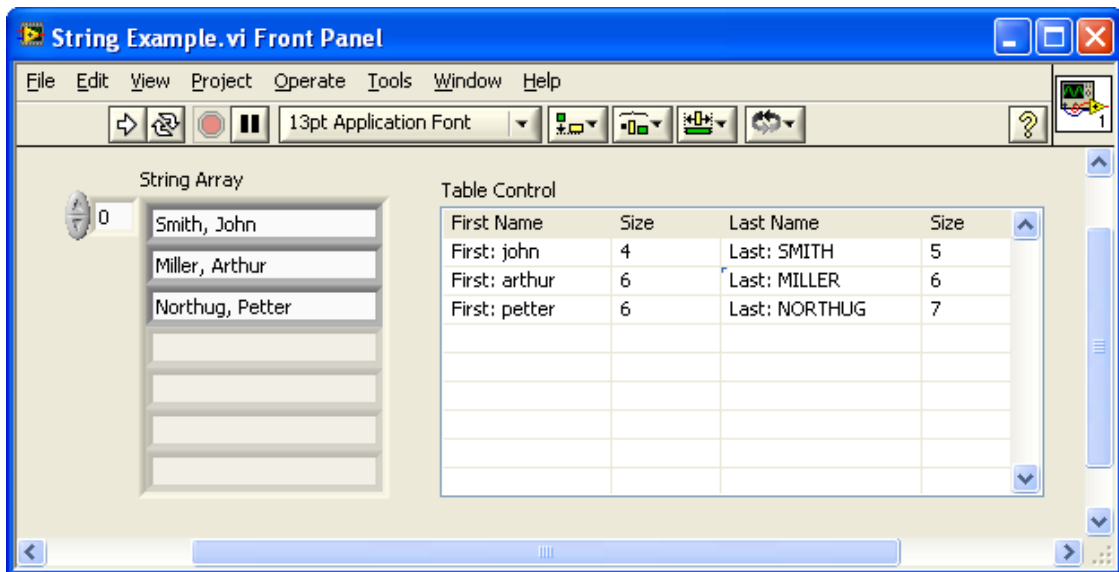 String Example.vi Front Panel
File Edit View Project Operate Tools Window Help
13pt Application Font
?
1
String Array
0
Smith, John
Miller, Arthur
Northug, Petter
Table Control
First Name Size Last Name Size
First: john 4 Last: SMITH 5
First: arthur 6 Last: MILLER 6
First: petter 6 Last: NORTHUG 7